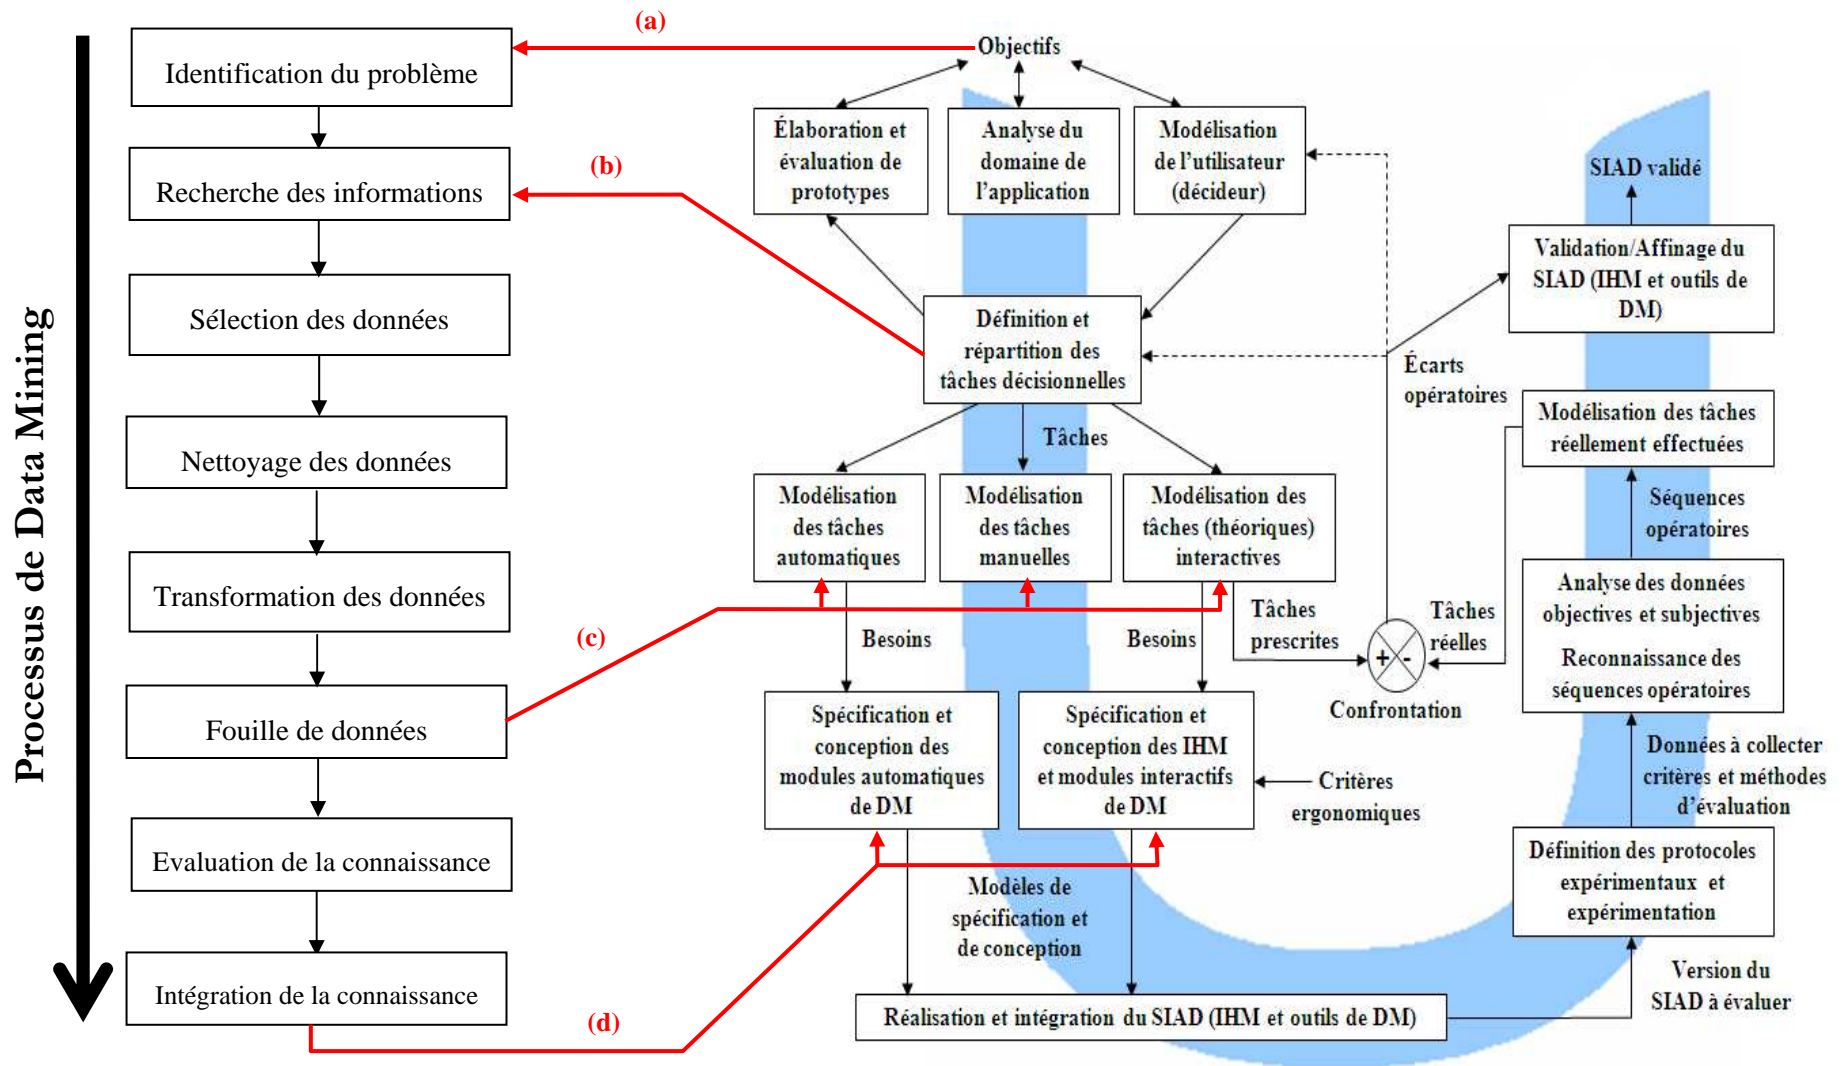 Processus de Data Mining
Identification du problème
Recherche des informations
Sélection des données
Nettoyage des données
Transformation des données
Fouille de données
Evaluation de la connaissance
Intégration de la connaissance
(a)
(b)
(c)
(d)
Objectifs
Élaboration et
évaluation de
prototypes
Analyse du
domaine de
l'application
Modélisation
de l'utilisateur
(décideur)
Définition et
répartition des
tâches décisionnelles
Tâches
Modélisation
des tâches
automatiques
Modélisation
des tâches
manuelles
Modélisation des
tâches (théoriques)
interactives
Besoins
Besoins
Tâches
prescrites
Tâches
réelles
+ -
Confrontation
Écarts
opératoires
Spécification et
conception des
modules automatiques
de DM
Spécification et
conception des IHM
et modules interactifs
de DM
Critères
ergonomiques
Modèles de
spécification et
de conception
Réalisation et intégration du SIAD (IHM et outils de DM)
Version du
SIAD à évaluer
Définition des protocoles
expérimentaux et
expérimentation
Données à collecter
critères et méthodes
d'évaluation
Analyse des données
objectives et subjectives
Reconnaissance des
séquences opératoires
Séquences
opératoires
Modélisation des tâches
réellement effectuées
Validation/Affinage du
SIAD (IHM et outils de
DM)
SIAD validé